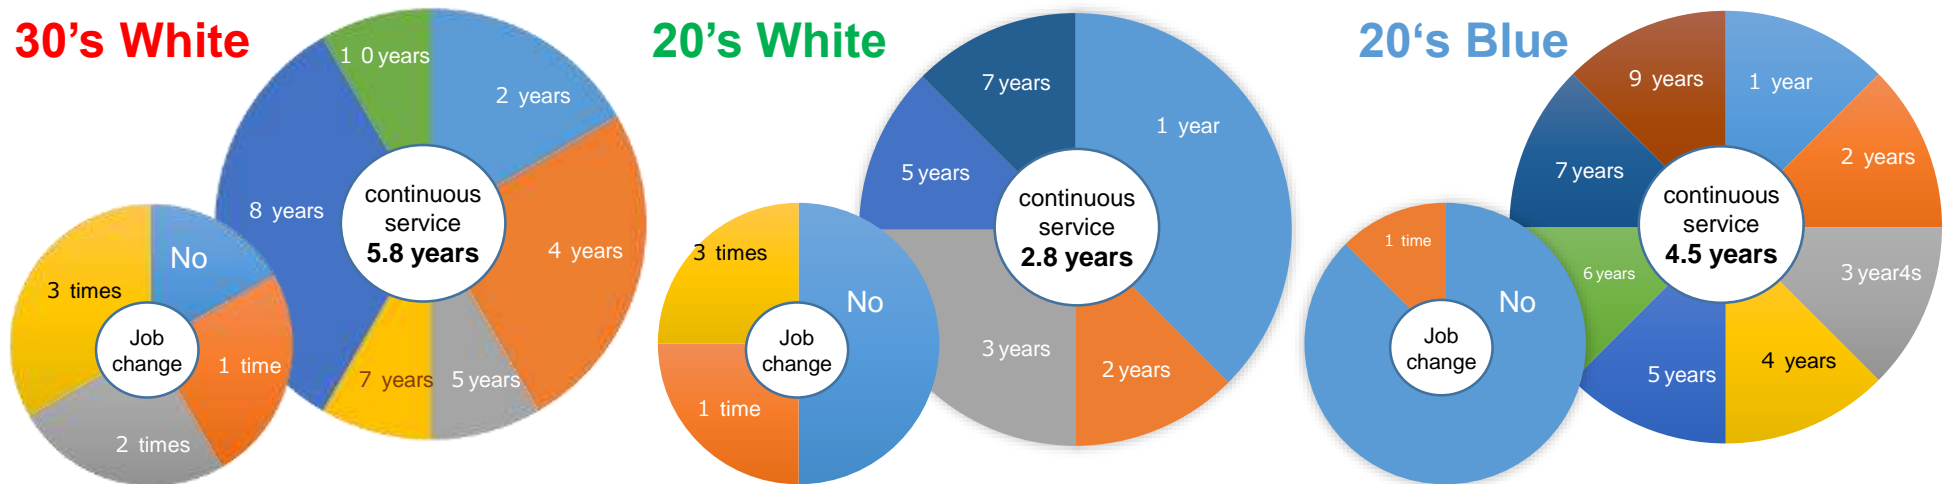 30's White
1 0 years
2 years
8 years
continuous
service
5.8 years
4 years
7 years
5 years
No
3 times
Job
change
1 time
2 times
20's White
7 years
1 year
5 years
continuous
service
2.8 years
3 years
2 years
3 times
No
Job
change
1 time
20‘s Blue
9 years
1 year
7 years
2 years
continuous
service
4.5 years
6 years
3 year4s
5 years
4 years
1 time
No
Job
change